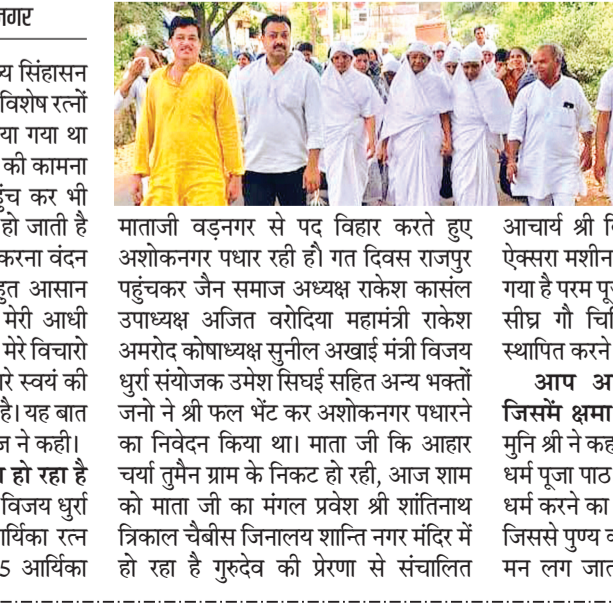 नगर
य सिंहासन
विशेष रत्नों
या गया था
की कामना
हुंच कर भी
हो जाती है
करना वंदन
हुत आसान
मेरी आधी
मेरे विचारो
रे स्वयं की
है। यह बात
ज ने कही।
ा हो रहा है
विजय धुर्रा
र्यिका रत्न
5 आर्यिका
माताजी वड़नगर से पद विहार करते हुए
अशोकनगर पधार रही है। गत दिवस राजपुर
पहुंचकर जैन समाज अध्यक्ष राकेश कासंल
उपाध्यक्ष अजित वरोदिया महामंत्री राकेश
अमरोद कोषाध्यक्ष सुनील अखाई मंत्री विजय
धुर्रा संयोजक उमेश सिघई सहित अन्य भक्तों
जनो ने श्री फल भेंट कर अशोकनगर पधारने
का निवेदन किया था। माता जी कि आहार
चर्या तुमैन ग्राम के निकट हो रही, आज शाम
को माता जी का मंगल प्रवेश श्री शांतिनाथ
त्रिकाल चैबीस जिनालय शान्ति नगर मंदिर में
हो रहा है गुरुदेव की प्रेरणा से संचालित
आचार्य श्री वि
ऐक्सरा मशीन
गया है परम पू
सीघ्र गौ चि
स्थापित करने
आप अ
जिसमें क्षमा
मुनि श्री ने कह
धर्म पूजा पाठ
धर्म करने का
जिससे पुण्य व
मन लग जात